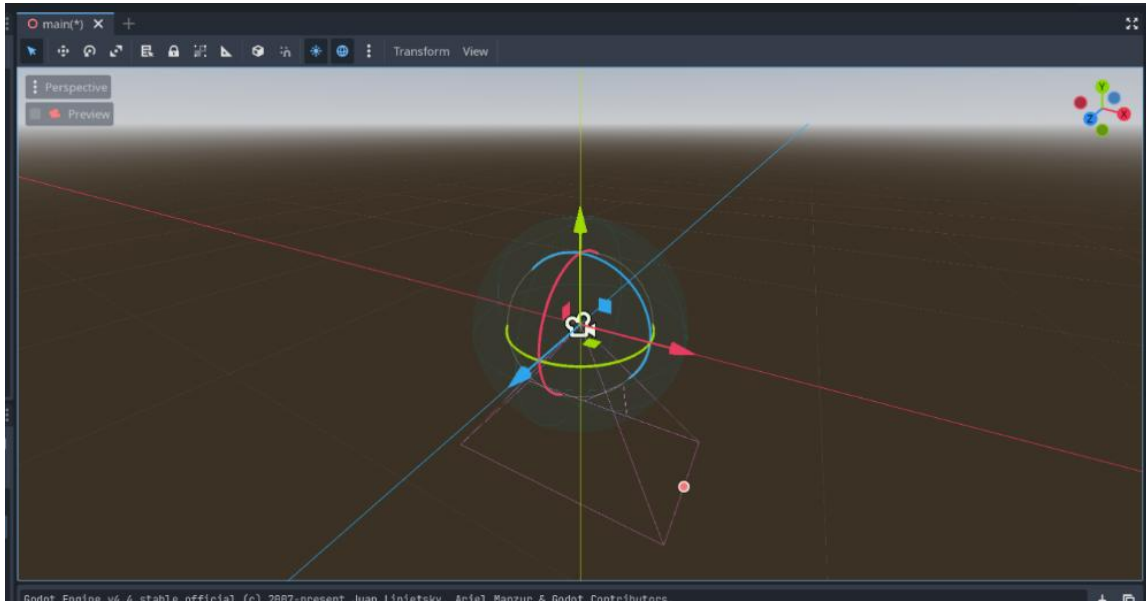 main(*)
Transform View
Perspective
Preview
Y
X
Z
Godot Engine v4.4.stable.official (c) 2007-present Juan Linietsky, Ariel Manzur & Godot Contributors.